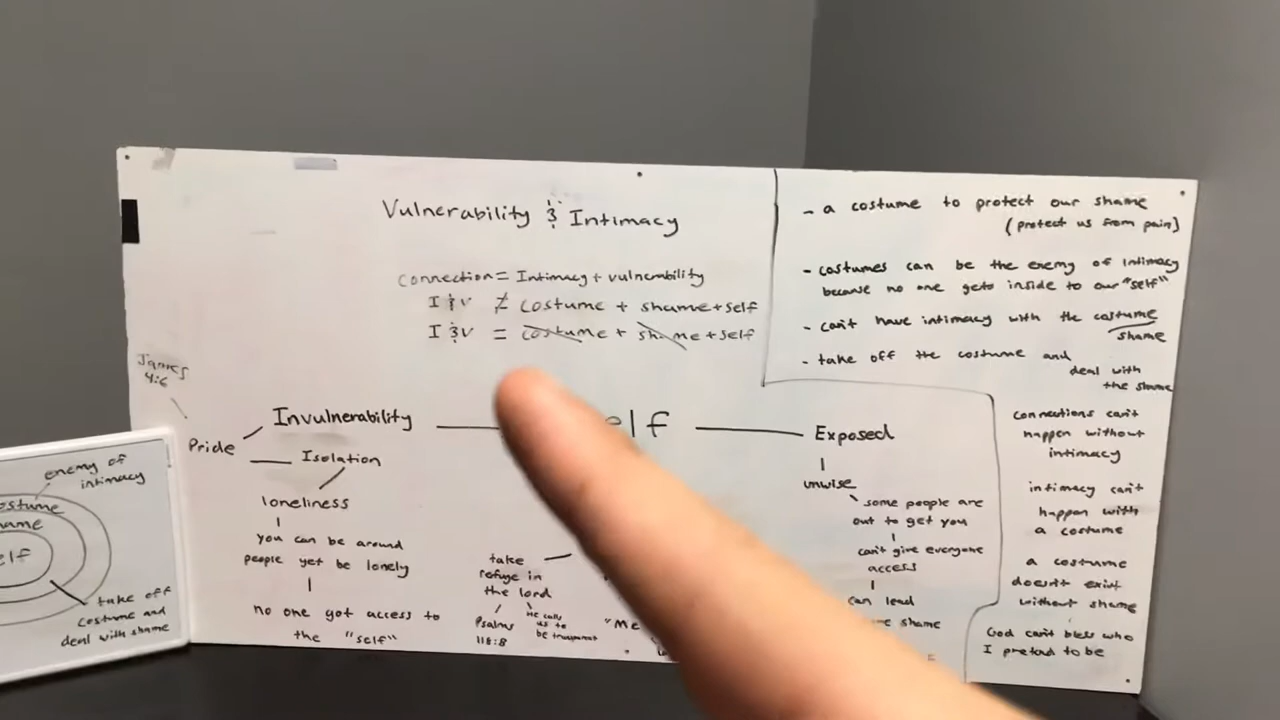 Vulnerability & Intimacy
connection = Intimacy + vulnerability
I & V ≠ costume + shame + self
I & V = costume + shame + self
- a costume to protect our shame
(protect us from pain)
- costumes can be the enemy of intimacy
because no one gets inside to our "self"
- can't have intimacy with the costume
shame
- take off the costume and
deal with
the shame
James
4:6
Pride
Invulnerability
Isolation
loneliness
you can be around
people yet be lonely
no one got access to
the "self"
elf
take
refuge in
the lord
Psalms
118:8
He calls
us to
be transparent
"Me
Exposed
unwise
some people are
out to get you
can't give everyone
access
can lead
shame
connections can't
happen without
intimacy
intimacy can't
happen with
a costume
a costume
doesn't exist
without shame
God can't bless who
I pretend to be
enemy of
intimacy
ostume
hame
elf
take off
costume and
deal with shame